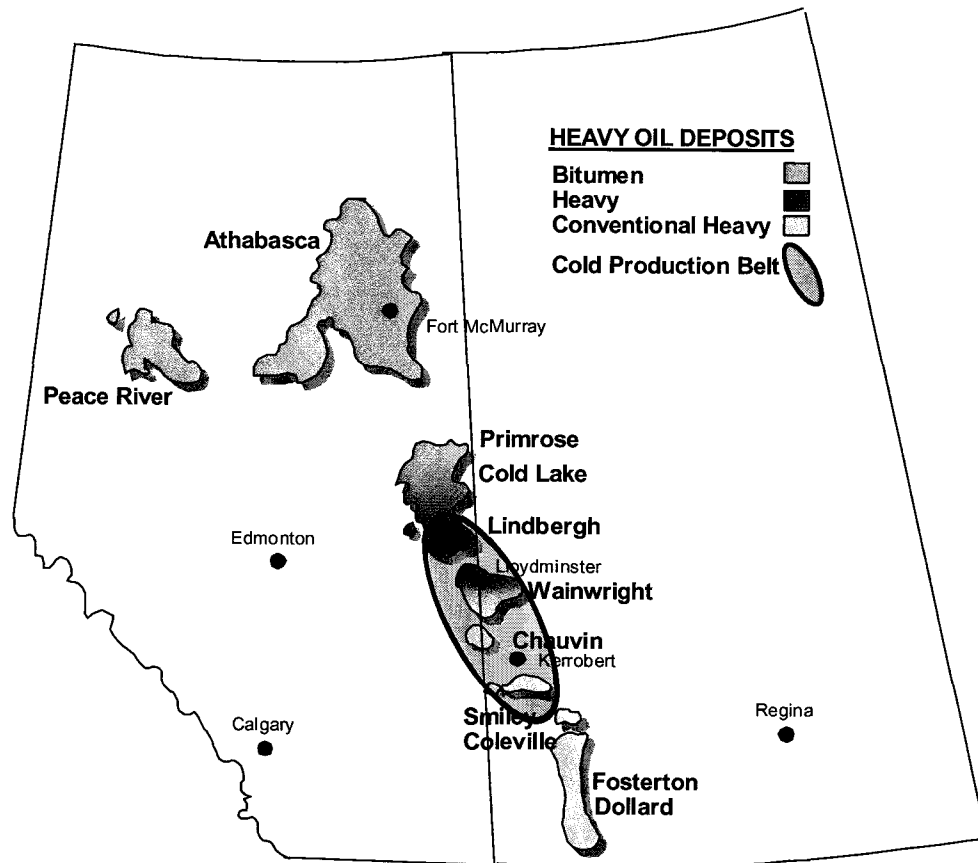 HEAVY OIL DEPOSITS
Bitumen
Heavy
Conventional Heavy
Cold Production Belt
Athabasca
Fort McMurray
Peace River
Primrose
Cold Lake
Lindbergh
Edmonton
Lloydminster
Wainwright
Chauvin
Kerrobert
Smiley
Coleville
Calgary
Regina
Fosterton
Dollard